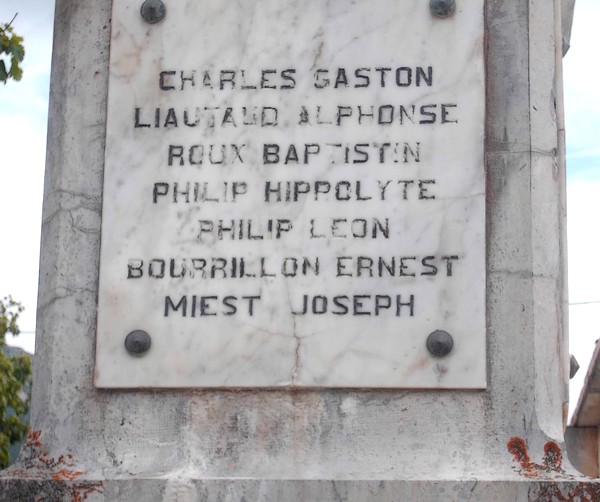 CHARLES GASTON
LIAUTAUD ALPHONSE
ROUX BAPTISTIN
PHILIP HIPPOLYTE
PHILIP LEON
BOURRILLON ERNEST
MIEST JOSEPH